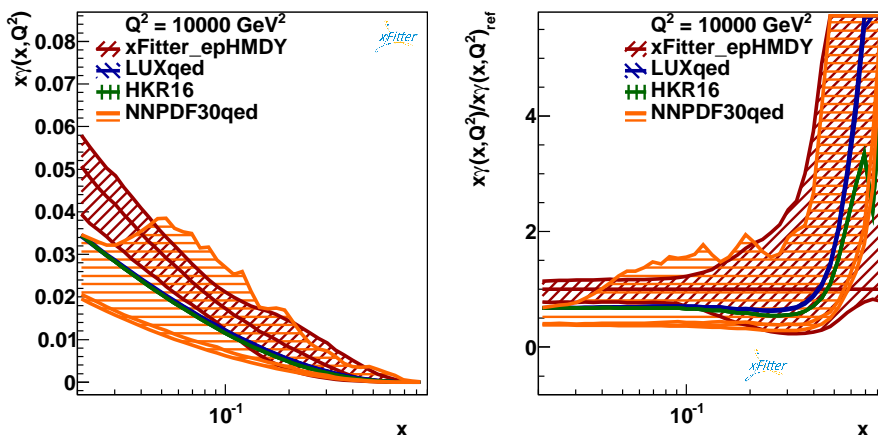 Q² = 10000 GeV²
xFitter_epHMDY
LUXqed
HKR16
NNPDF30qed
xFitter
xγ(x,Q²)
0.08
0.07
0.06
0.05
0.04
0.03
0.02
0.01
0
10⁻¹
x
Q² = 10000 GeV²
xFitter_epHMDY
LUXqed
HKR16
NNPDF30qed
xFitter
xγ(x,Q²)/xγ(x,Q²)ref
4
2
0
10⁻¹
x